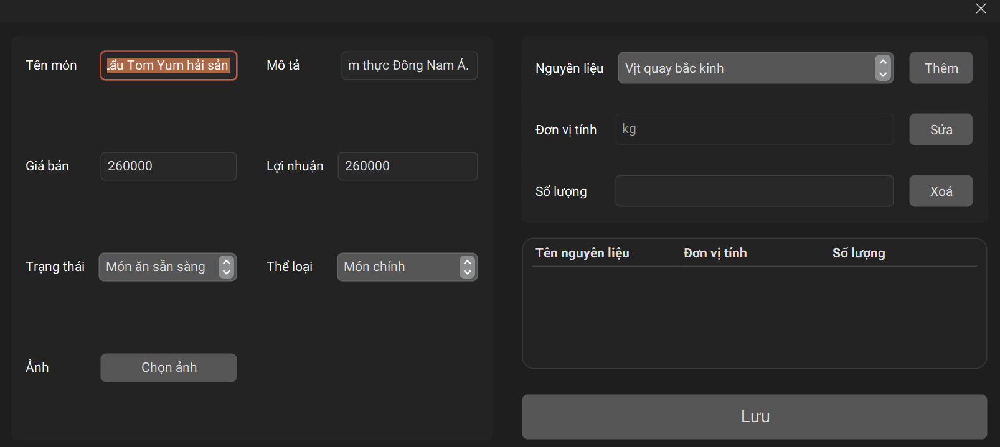 Tên món
Lẩu Tom Yum hải sản
Mô tả
thực Đông Nam Á.
Giá bán
260000
Lợi nhuận
260000
Trạng thái
Món ăn sẵn sàng
Thể loại
Món chính
Ảnh
Chọn ảnh
Nguyên liệu
Vịt quay bắc kinh
Thêm
Đơn vị tính
kg
Sửa
Số lượng
Xoá
Tên nguyên liệu Đơn vị tính Số lượng
Lưu